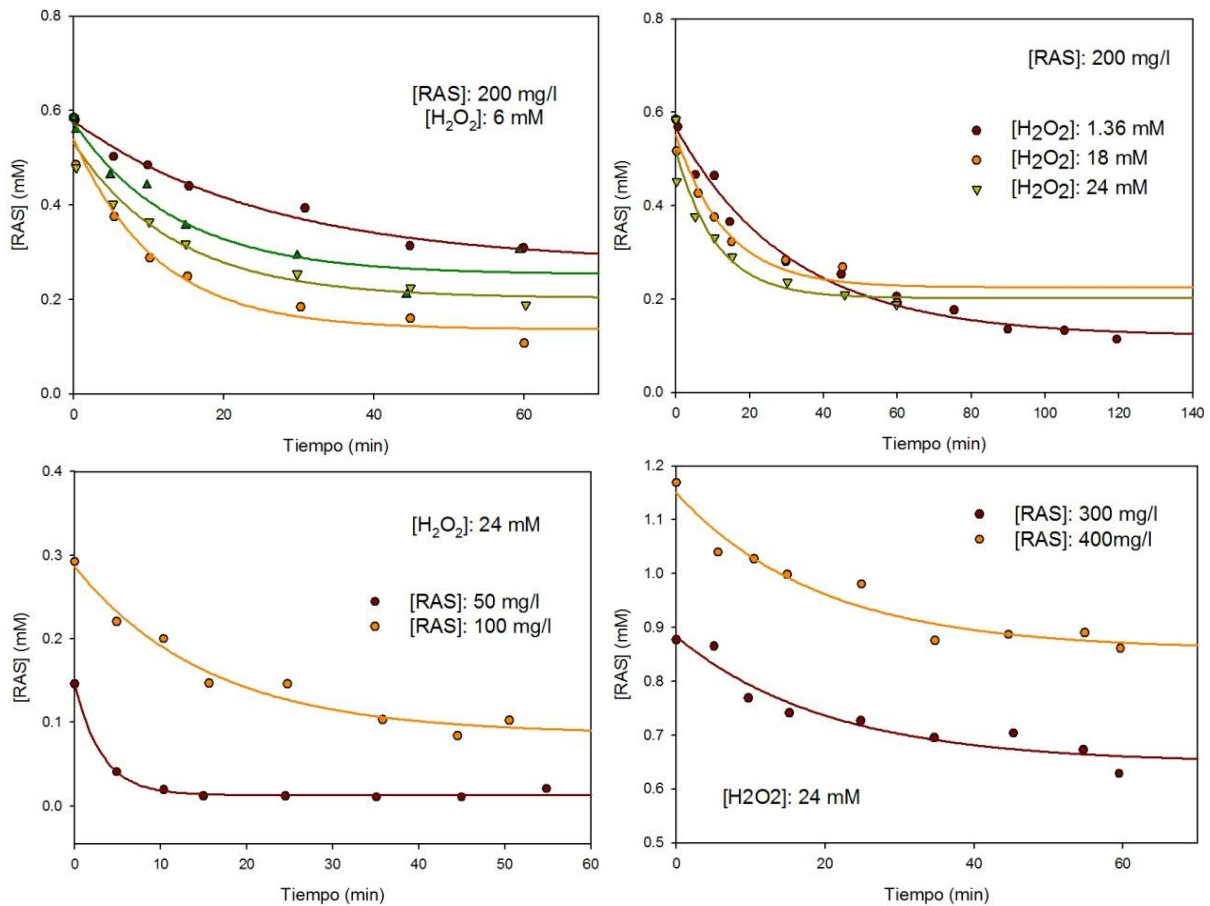 [RAS]: 200 mg/l
[H₂O₂]: 6 mM
0.8
0.6
0.4
0.2
0.0
[RAS] (mM)
0
20
40
60
Tiempo (min)
[RAS]: 200 mg/l
[H₂O₂]: 1.36 mM
[H₂O₂]: 18 mM
[H₂O₂]: 24 mM
0.8
0.6
0.4
0.2
0.0
[RAS] (mM)
0
20
40
60
80
100
120
140
Tiempo (min)
[H₂O₂]: 24 mM
[RAS]: 50 mg/l
[RAS]: 100 mg/l
0.4
0.3
0.2
0.1
0.0
[RAS] (mM)
0
10
20
30
40
50
60
Tiempo (min)
[RAS]: 300 mg/l
[RAS]: 400mg/l
[H2O2]: 24 mM
1.2
1.1
1.0
0.9
0.8
0.7
0.6
0.5
[RAS] (mM)
0
20
40
60
Tiempo (min)